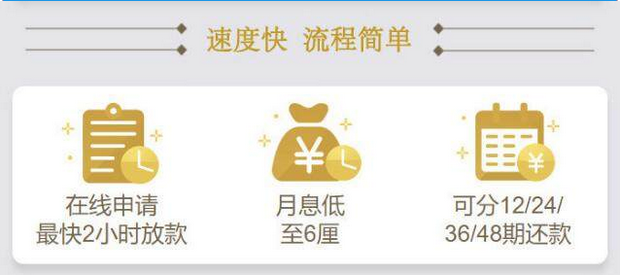 速度快 流程简单
在线申请
最快2小时放款
月息低
至6厘
可分12/24/
36/48期还款